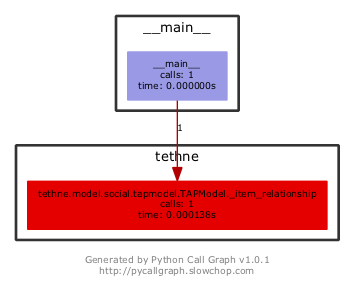 __main__
__main__
calls: 1
time: 0.000000s
1
tethne
tethne.model.social.tapmodel.TAPModel._item_relationship
calls: 1
time: 0.000138s
Generated by Python Call Graph v1.0.1
http://pycallgraph.slowchop.com